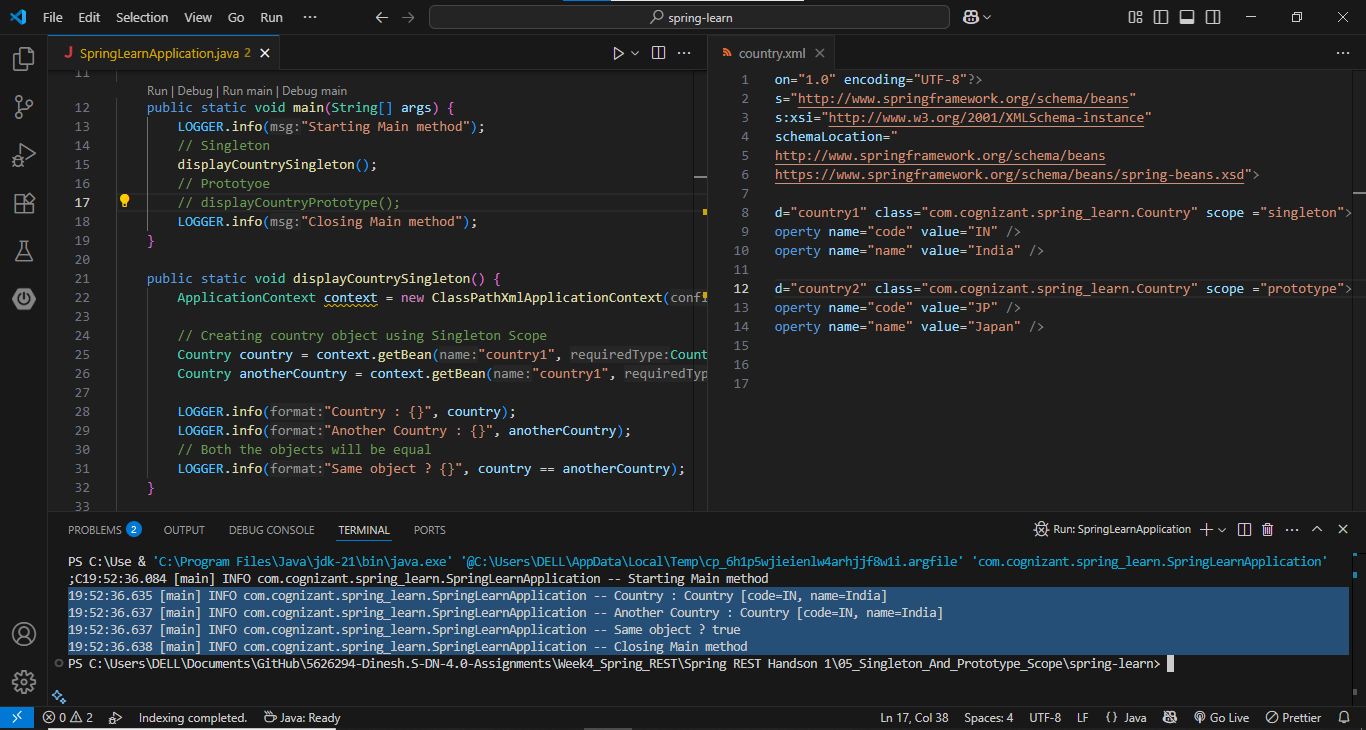 File Edit Selection View Go Run ··· spring-learn
SpringLearnApplication.java 2
11
Run | Debug | Run main | Debug main
12 public static void main(String[] args) {
13 LOGGER.info(msg:"Starting Main method");
14 // Singleton
15 displayCountrySingleton();
16 // Prototyoe
17 // displayCountryPrototype();
18 LOGGER.info(msg:"Closing Main method");
19 }
20
21 public static void displayCountrySingleton() {
22 ApplicationContext context = new ClassPathXmlApplicationContext(confi
23
24 // Creating country object using Singleton Scope
25 Country country = context.getBean(name:"country1", requiredType:Count
26 Country anotherCountry = context.getBean(name:"country1", requiredTyp
27
28 LOGGER.info(format:"Country : {}", country);
29 LOGGER.info(format:"Another Country : {}", anotherCountry);
30 // Both the objects will be equal
31 LOGGER.info(format:"Same object ? {}", country == anotherCountry);
32 }
33
country.xml
1 on="1.0" encoding="UTF-8"?>
2 s="http://www.springframework.org/schema/beans"
3 s:xsi="http://www.w3.org/2001/XMLSchema-instance"
4 schemaLocation="
5 http://www.springframework.org/schema/beans
6 https://www.springframework.org/schema/beans/spring-beans.xsd">
7
8 d="country1" class="com.cognizant.spring_learn.Country" scope ="singleton">
9 operty name="code" value="IN" />
10 operty name="name" value="India" />
11
12 d="country2" class="com.cognizant.spring_learn.Country" scope ="prototype">
13 operty name="code" value="JP" />
14 operty name="name" value="Japan" />
15
16
17
PROBLEMS 2 OUTPUT DEBUG CONSOLE TERMINAL PORTS Run: SpringLearnApplication
PS C:\Use & 'C:\Program Files\Java\jdk-21\bin\java.exe' '@C:\Users\DELL\AppData\Local\Temp\cp_6h1p5wjieienlw4arhjjf8w1i.argfile' 'com.cognizant.spring_learn.SpringLearnApplication'
;C19:52:36.084 [main] INFO com.cognizant.spring_learn.SpringLearnApplication -- Starting Main method
19:52:36.635 [main] INFO com.cognizant.spring_learn.SpringLearnApplication -- Country : Country [code=IN, name=India]
19:52:36.637 [main] INFO com.cognizant.spring_learn.SpringLearnApplication -- Another Country : Country [code=IN, name=India]
19:52:36.637 [main] INFO com.cognizant.spring_learn.SpringLearnApplication -- Same object ? true
19:52:36.638 [main] INFO com.cognizant.spring_learn.SpringLearnApplication -- Closing Main method
PS C:\Users\DELL\Documents\GitHub\5626294-Dinesh.S-DN-4.0-Assignments\Week4_Spring_REST\Spring REST Handson 1\05_Singleton_And_Prototype_Scope\spring-learn>
0 2 Indexing completed. Java: Ready Ln 17, Col 38 Spaces: 4 UTF-8 LF {} Java Go Live Prettier